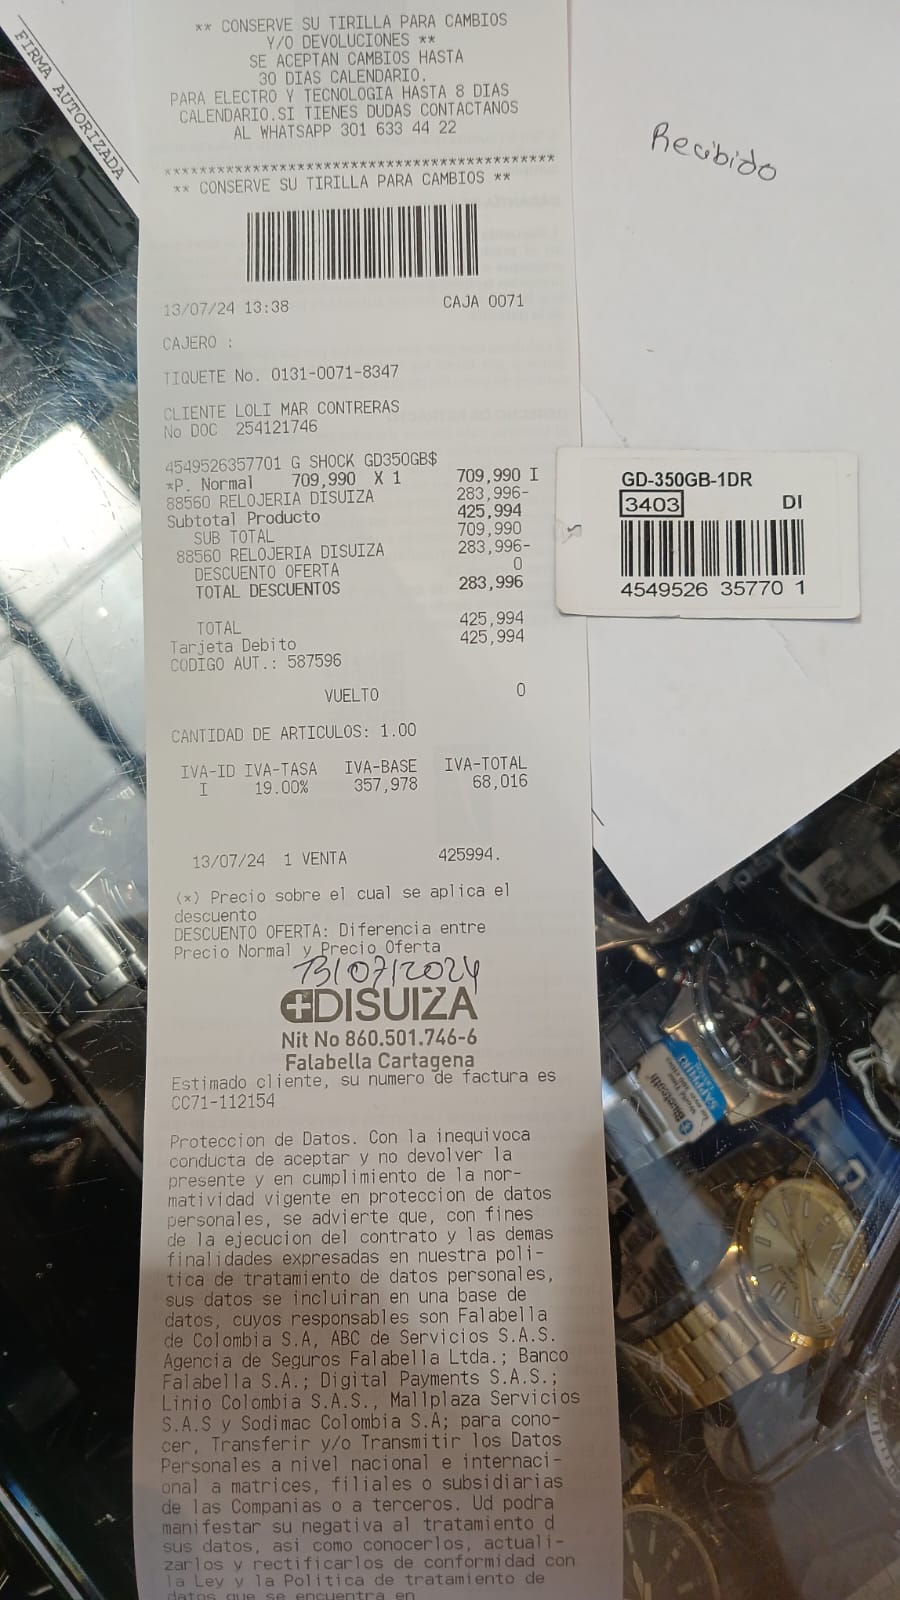 FIRMA AUTORIZADA
** CONSERVE SU TIRILLA PARA CAMBIOS
Y/O DEVOLUCIONES **
SE ACEPTAN CAMBIOS HASTA
30 DIAS CALENDARIO.
PARA ELECTRO Y TECNOLOGIA HASTA 8 DIAS
CALENDARIO.SI TIENES DUDAS CONTACTANOS
AL WHATSAPP 301 633 44 22
*******************************************
** CONSERVE SU TIRILLA PARA CAMBIOS **
13/07/24 13:38 CAJA 0071
CAJERO :
TIQUETE No. 0131-0071-8347
CLIENTE LOLI MAR CONTRERAS
No DOC 254121746
4549526357701 G SHOCK GD350GB$
*P. Normal 709,990 X 1 709,990 I
88560 RELOJERIA DISUIZA 283,996-
Subtotal Producto 425,994
SUB TOTAL 709,990
88560 RELOJERIA DISUIZA 283,996-
DESCUENTO OFERTA 0
TOTAL DESCUENTOS 283,996
TOTAL 425,994
Tarjeta Debito 425,994
CODIGO AUT.: 587596
VUELTO 0
CANTIDAD DE ARTICULOS: 1.00
IVA-ID IVA-TASA IVA-BASE IVA-TOTAL
I 19.00% 357,978 68,016
13/07/24 1 VENTA 425994.
(*) Precio sobre el cual se aplica el
descuento
DESCUENTO OFERTA: Diferencia entre
Precio Normal y Precio Oferta
13/07/2024
DISUIZA
Nit No 860.501.746-6
Falabella Cartagena
Estimado cliente, su numero de factura es
CC71-112154
Proteccion de Datos. Con la inequivoca
conducta de aceptar y no devolver la
presente y en cumplimiento de la nor-
matividad vigente en proteccion de datos
personales, se advierte que, con fines
de la ejecucion del contrato y las demas
finalidades expresadas en nuestra poli-
tica de tratamiento de datos personales,
sus datos se incluiran en una base de
datos, cuyos responsables son Falabella
de Colombia S.A, ABC de Servicios S.A.S.
Agencia de Seguros Falabella Ltda.; Banco
Falabella S.A.; Digital Payments S.A.S.;
Linio Colombia S.A.S., Mallplaza Servicios
S.A.S y Sodimac Colombia S.A; para cono-
cer, Transferir y/o Transmitir los Datos
Personales a nivel nacional e internaci-
onal a matrices, filiales o subsidiarias
de las Companias o a terceros. Ud podra
manifestar su negativa al tratamiento d
sus datos, asi como conocerlos, actuali-
zarlos y rectificarlos de conformidad con
la Ley y la Politica de tratamiento de
datos que se encuentra en
Recibido
GD-350GB-1DR
3403 DI
4549526 35770 1
Bluetooth
SAPPHIRE